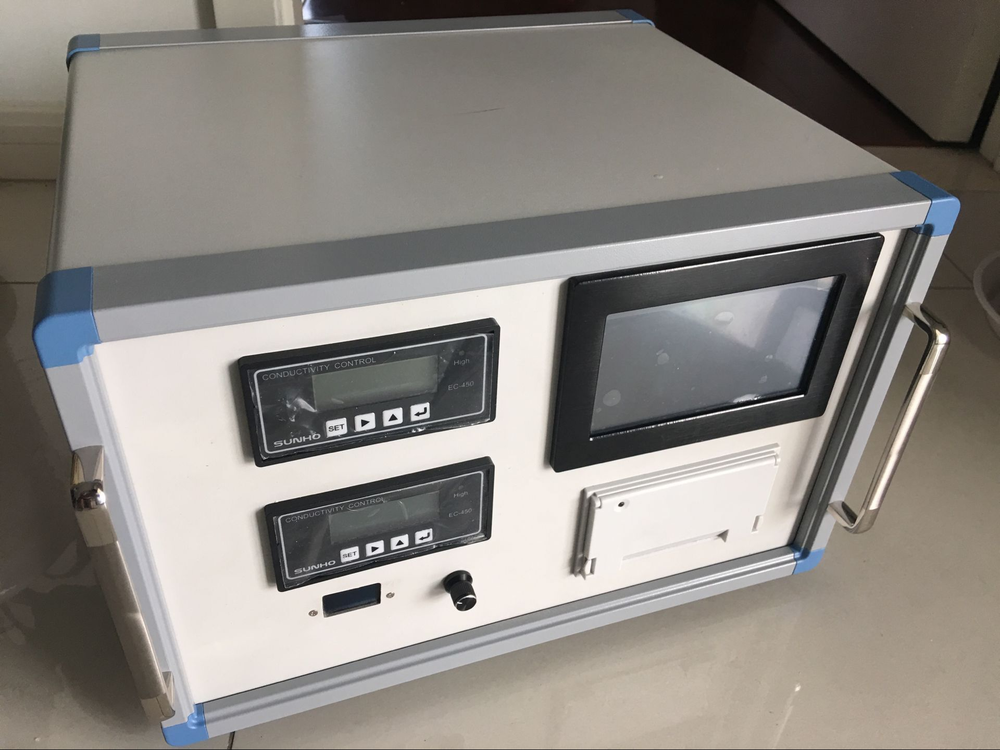 CONDUCTIVITY CONTROL
High
EC-450
SET
SUNHO
CONDUCTIVITY CONTROL
High
EC-450
SET
SUNHO